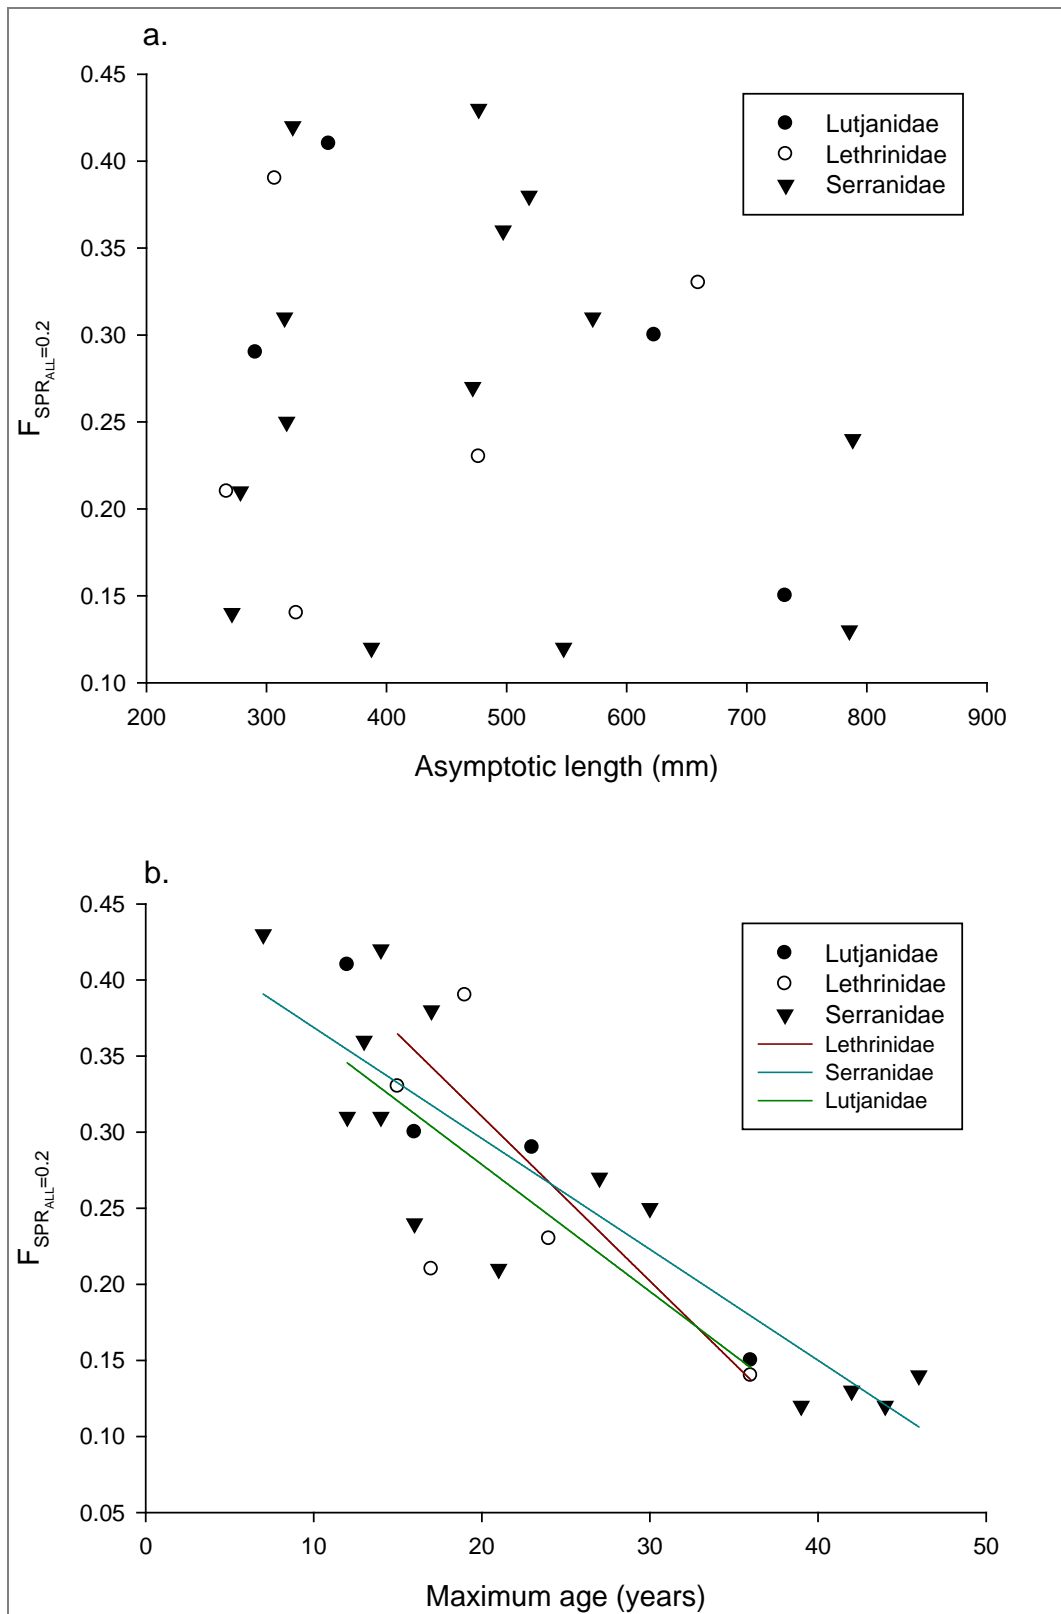 a.
0.45
0.40
0.35
0.30
0.25
0.20
0.15
0.10
F SPR ALL=0.2
Lutjanidae
Lethrinidae
Serranidae
200 300 400 500 600 700 800 900
Asymptotic length (mm)
b.
0.45
0.40
0.35
0.30
0.25
0.20
0.15
0.10
0.05
F SPR ALL=0.2
Lutjanidae
Lethrinidae
Serranidae
Lethrinidae
Serranidae
Lutjanidae
0 10 20 30 40 50
Maximum age (years)